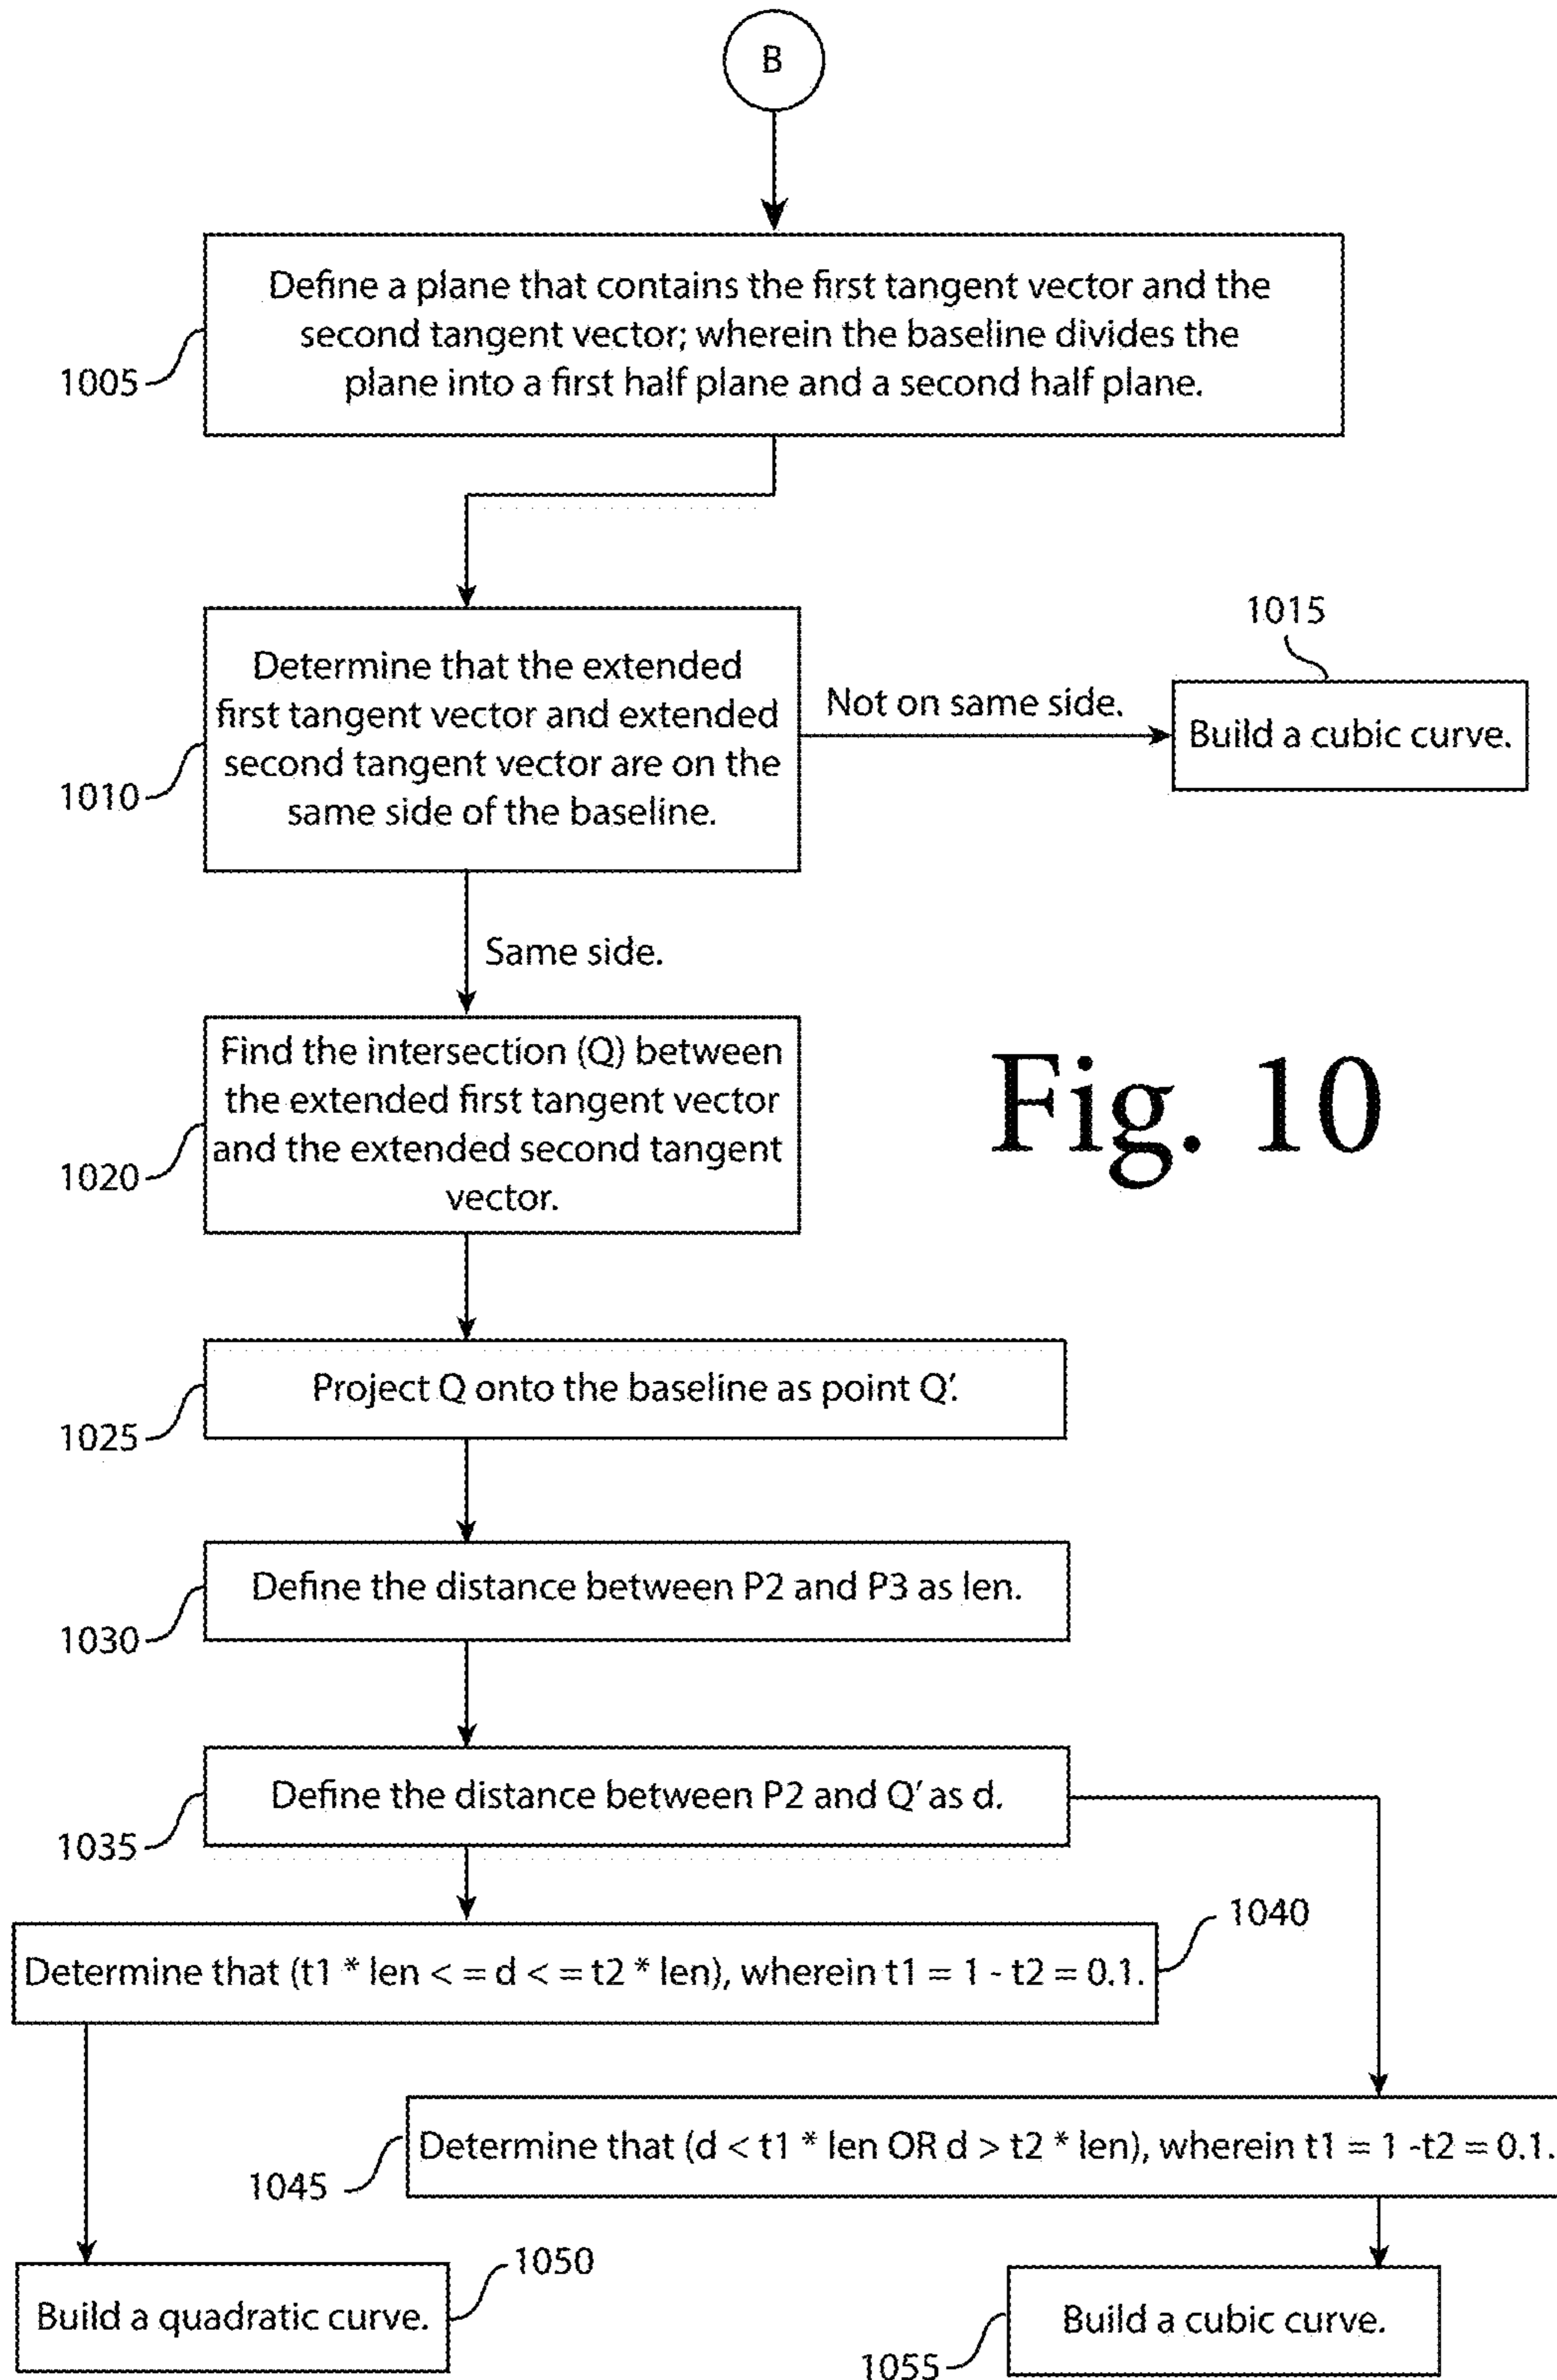 B
Define a plane that contains the first tangent vector and the
second tangent vector; wherein the baseline divides the
plane into a first half plane and a second half plane.
1005
1015
Determine that the extended
first tangent vector and extended
second tangent vector are on the
same side of the baseline.
1010
Not on same side.
Build a cubic curve.
Same side.
Find the intersection (Q) between
the extended first tangent vector
and the extended second tangent
vector.
1020
Fig. 10
Project Q onto the baseline as point Q'.
1025
Define the distance between P2 and P3 as len.
1030
Define the distance between P2 and Q' as d.
1035
1040
Determine that (t1 * len < = d < = t2 * len), wherein t1 = 1 - t2 = 0.1.
Determine that (d < t1 * len OR d > t2 * len), wherein t1 = 1 -t2 = 0.1.
1045
1050
Build a quadratic curve.
Build a cubic curve.
1055